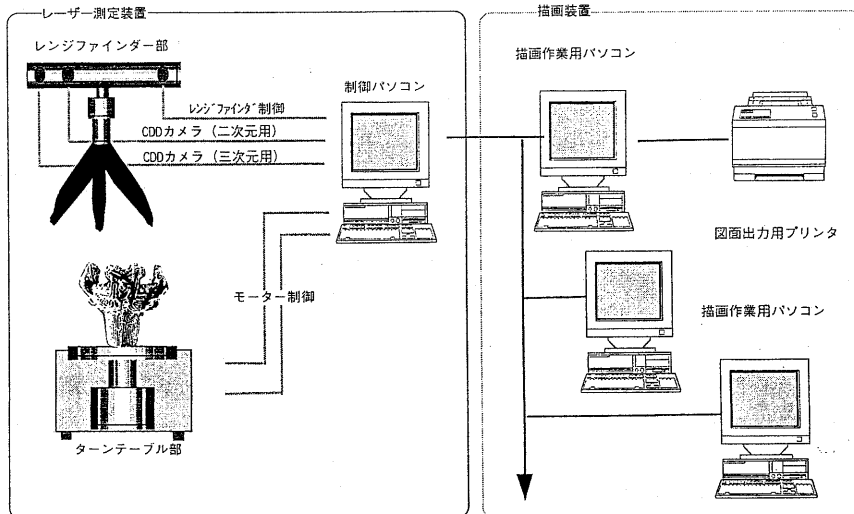 レーザー測定装置
レンジファインダー部
制御パソコン
レンジファインダ制御
CDDカメラ（二次元用）
CDDカメラ（三次元用）
モーター制御
ターンテーブル部
描画装置
描画作業用パソコン
図面出力用プリンタ
描画作業用パソコン